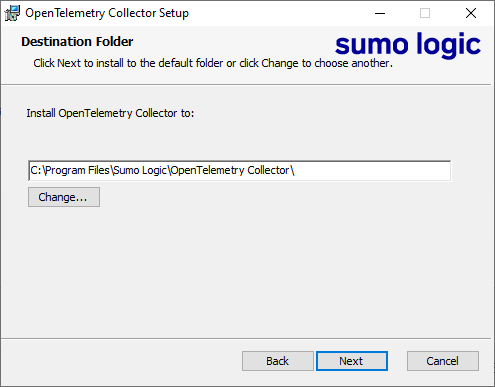 OpenTelemetry Collector Setup
Destination Folder
sumo logic
Click Next to install to the default folder or click Change to choose another.
Install OpenTelemetry Collector to:
C:\Program Files\Sumo Logic\OpenTelemetry Collector\
Change...
Back
Next
Cancel